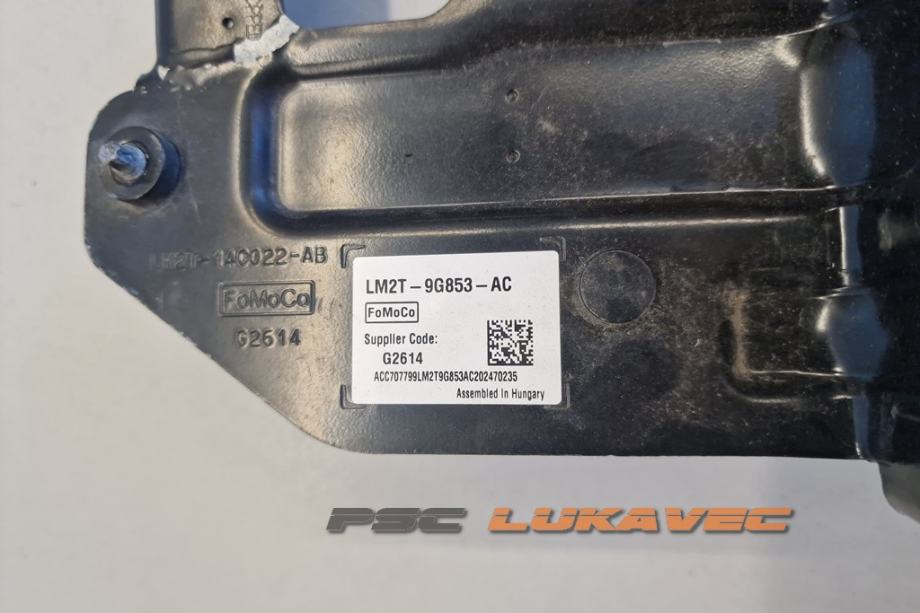 LM2T-14C022-AB
FoMoCo
G2614
LM2T-9G853-AC
FoMoCo
Supplier Code:
G2614
ACC707799LM2T9G853AC202470235
Assembled In Hungary
PSC LUKAVEC